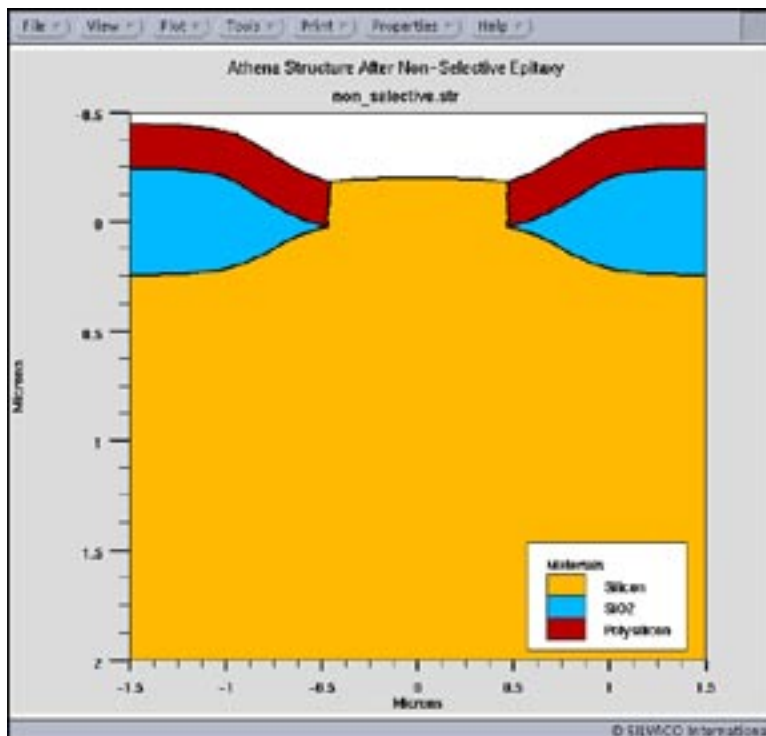 File View Plot Tools Print Properties Help
Athena Structure After Non-Selective Epitaxy
non_selective.str
-0.5
0
0.5
1
1.5
2
Microns
-1.5 -1 -0.5 0 0.5 1 1.5
Microns
Materials
Silicon
SiO2
Polysilicon
© SILVACO International